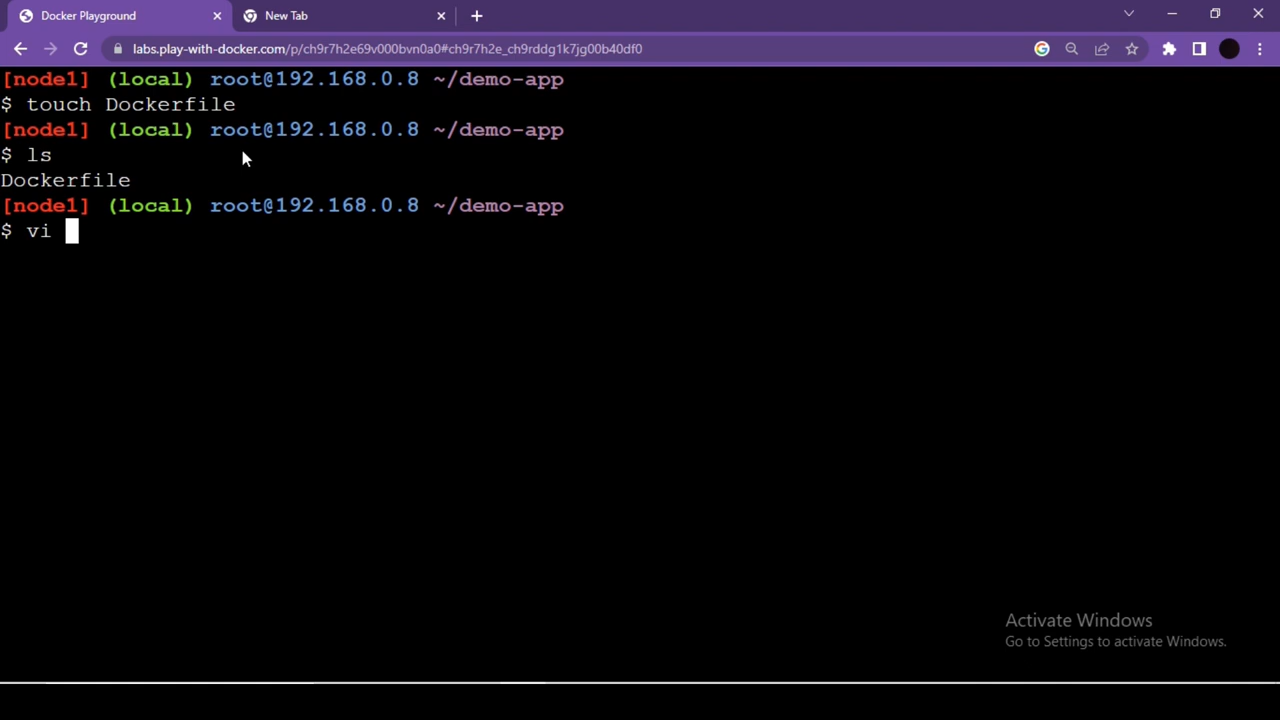 Docker Playground
New Tab
labs.play-with-docker.com/p/ch9r7h2e69v000bvn0a0#ch9r7h2e_ch9rddg1k7jg00b40df0
[node1] (local) root@192.168.0.8 ~/demo-app
$ touch Dockerfile
[node1] (local) root@192.168.0.8 ~/demo-app
$ ls
Dockerfile
[node1] (local) root@192.168.0.8 ~/demo-app
$ vi
Activate Windows
Go to Settings to activate Windows.